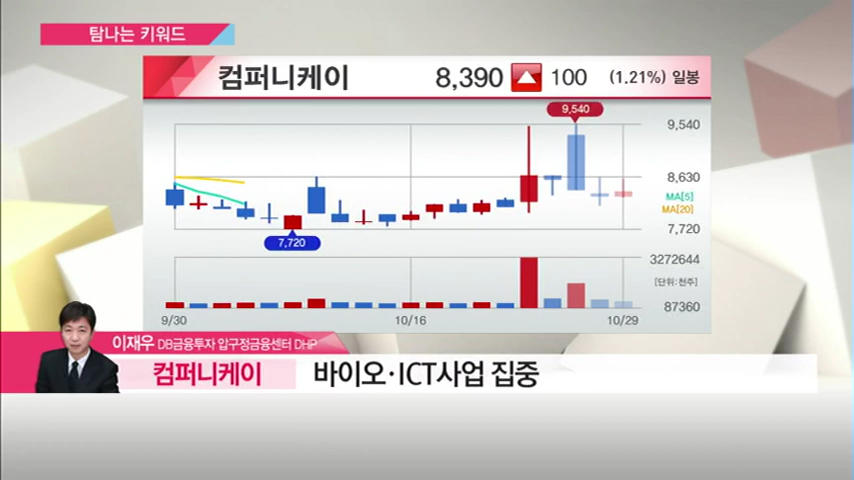 탐나는 키워드
컴퍼니케이 8,390 100 (1.21%) 일봉
9,540
9,540
8,630
MA[5]
MA[20]
7,720
7,720
3272644
[단위:천주]
87360
9/30 10/16 10/29
이재우 DB금융투자 압구정금융센터 DHP
컴퍼니케이 바이오·ICT사업 집중